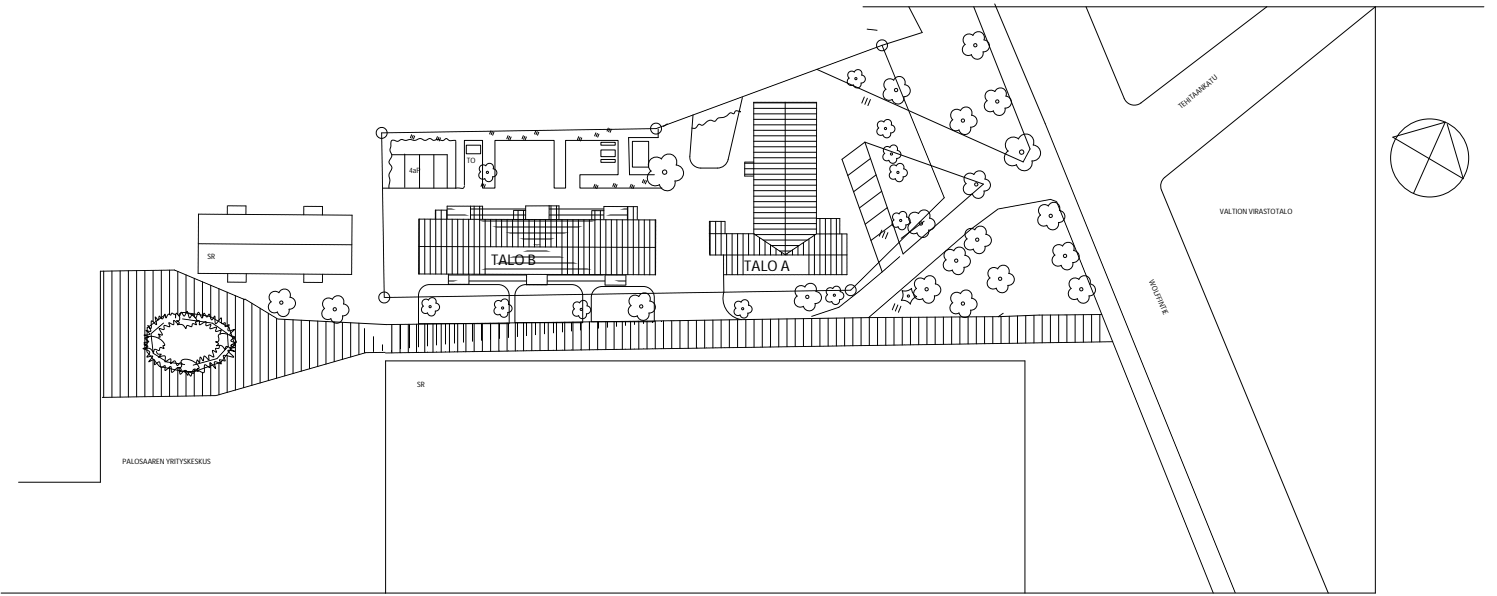 TEHTAANKATU
TO
4aP
VALTION VIRASTOTALO
SR
TALO B
TALO A
WOLFFINTIE
SR
PALOSAAREN YRITYSKESKUS